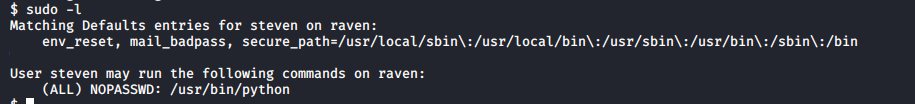 $ sudo -l
Matching Defaults entries for steven on raven:
    env_reset, mail_badpass, secure_path=/usr/local/sbin\:/usr/local/bin\:/usr/sbin\:/usr/bin\:/sbin\:/bin

User steven may run the following commands on raven:
    (ALL) NOPASSWD: /usr/bin/python
$